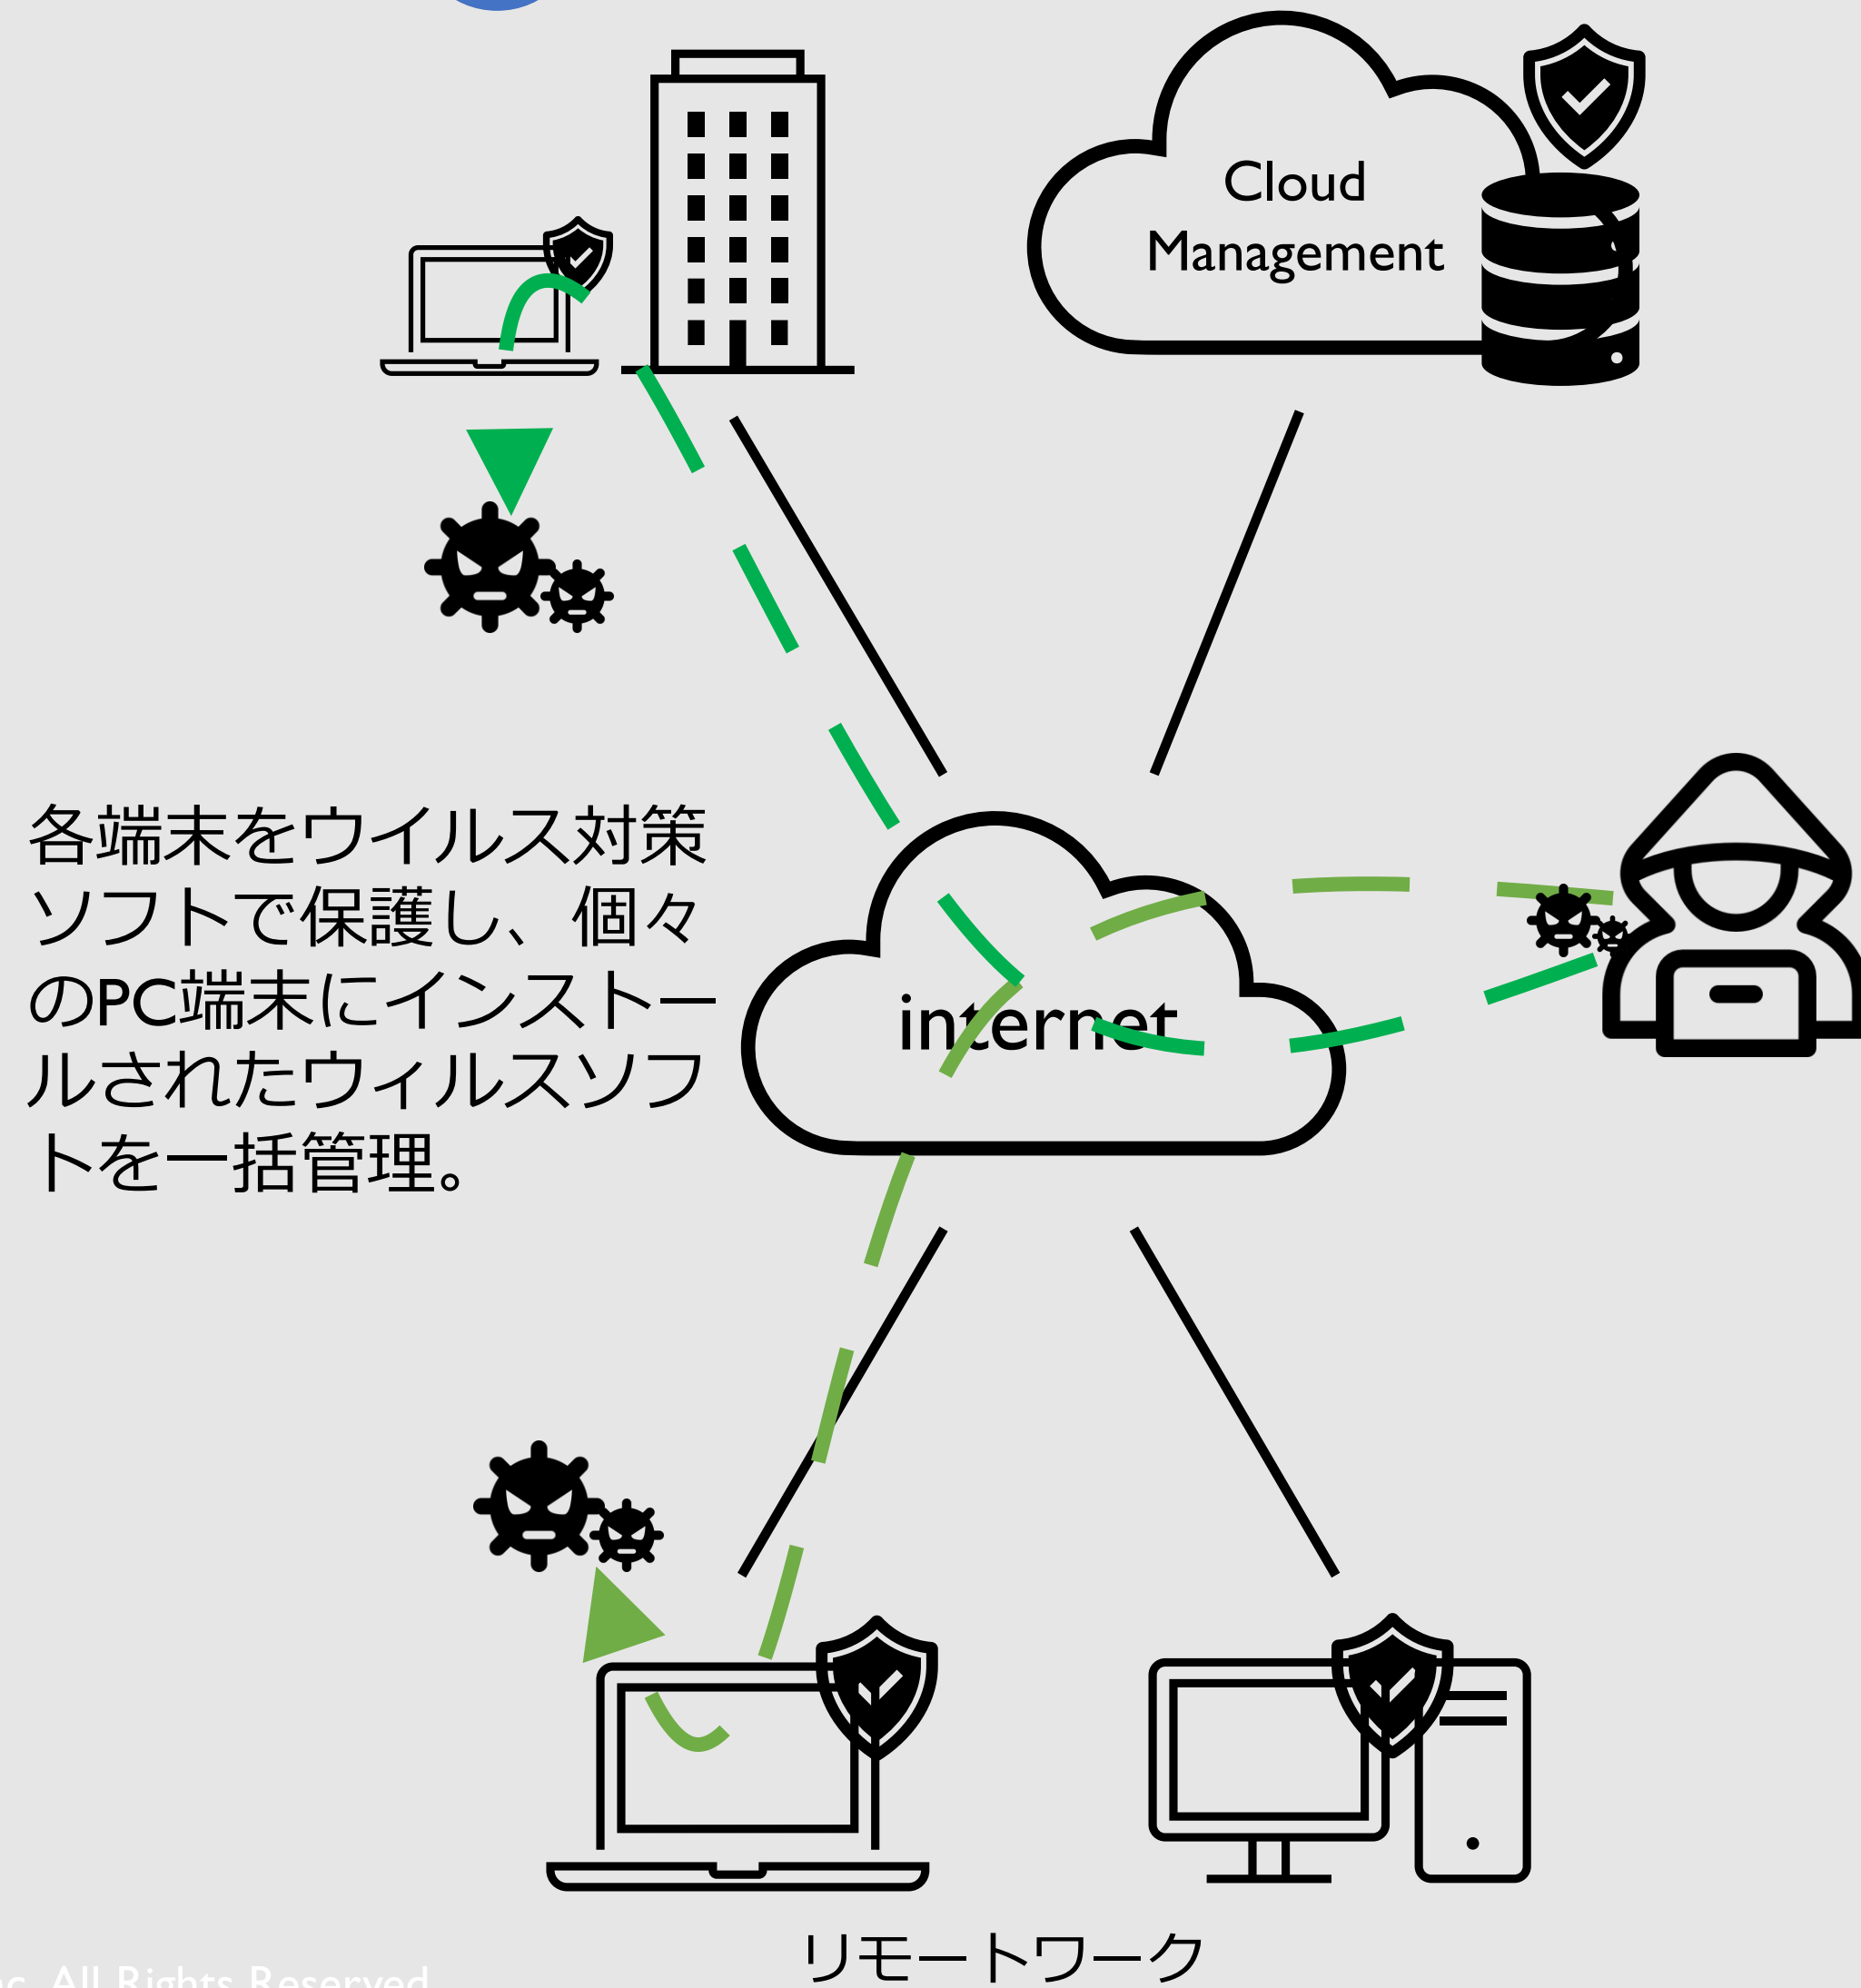 Cloud
Management
各端末をウイルス対策
ソフトで保護し、個々
のPC端末にインストー
ルされたウィルスソフ
トを一括管理。
internet
リモートワーク
All Rights Reserved